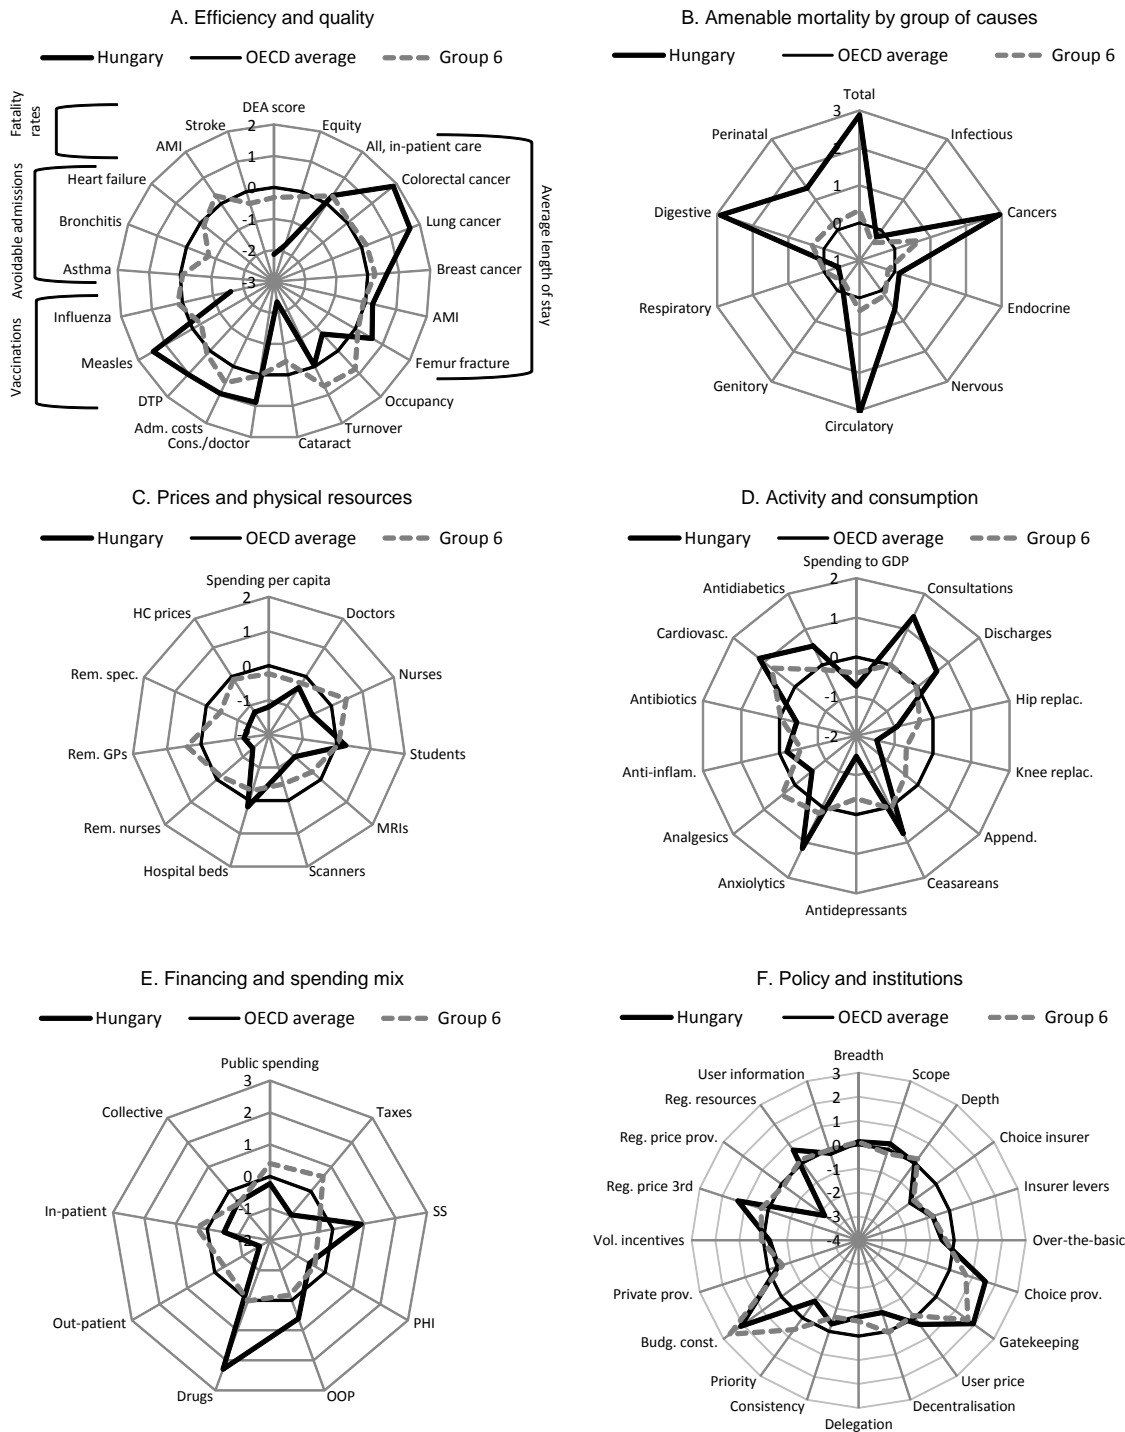 A. Efficiency and quality
Hungary
OECD average
Group 6
Fatality rates
Avoidable admissions
Vaccinations
Average length of stay
DEA score
Equity
All, in-patient care
Colorectal cancer
Lung cancer
Breast cancer
AMI
Femur fracture
Occupancy
Turnover
Cataract
Cons./doctor
Adm. costs
DTP
Measles
Influenza
Asthma
Bronchitis
Heart failure
AMI
Stroke
2
1
0
-1
-2
-3
B. Amenable mortality by group of causes
Hungary
OECD average
Group 6
Total
Infectious
Cancers
Endocrine
Nervous
Circulatory
Genitory
Respiratory
Digestive
Perinatal
3
2
1
0
-1
C. Prices and physical resources
Hungary
OECD average
Group 6
Spending per capita
Doctors
Nurses
Students
MRIs
Scanners
Hospital beds
Rem. nurses
Rem. GPs
Rem. spec.
HC prices
2
1
0
-1
-2
D. Activity and consumption
Hungary
OECD average
Group 6
Spending to GDP
Consultations
Discharges
Hip replac.
Knee replac.
Append.
Ceasareans
Antidepressants
Anxiolytics
Analgesics
Anti-inflam.
Antibiotics
Cardiovasc.
Antidiabetics
2
1
0
-1
-2
E. Financing and spending mix
Hungary
OECD average
Group 6
Public spending
Taxes
SS
PHI
OOP
Drugs
Out-patient
In-patient
Collective
3
2
1
0
-1
-2
F. Policy and institutions
Hungary
OECD average
Group 6
Breadth
Scope
Depth
Choice insurer
Insurer levers
Over-the-basic
Choice prov.
Gatekeeping
User price
Decentralisation
Delegation
Consistency
Priority
Budg. const.
Private prov.
Vol. incentives
Reg. price 3rd
Reg. price prov.
Reg. resources
User information
3
2
1
0
-1
-2
-3
-4